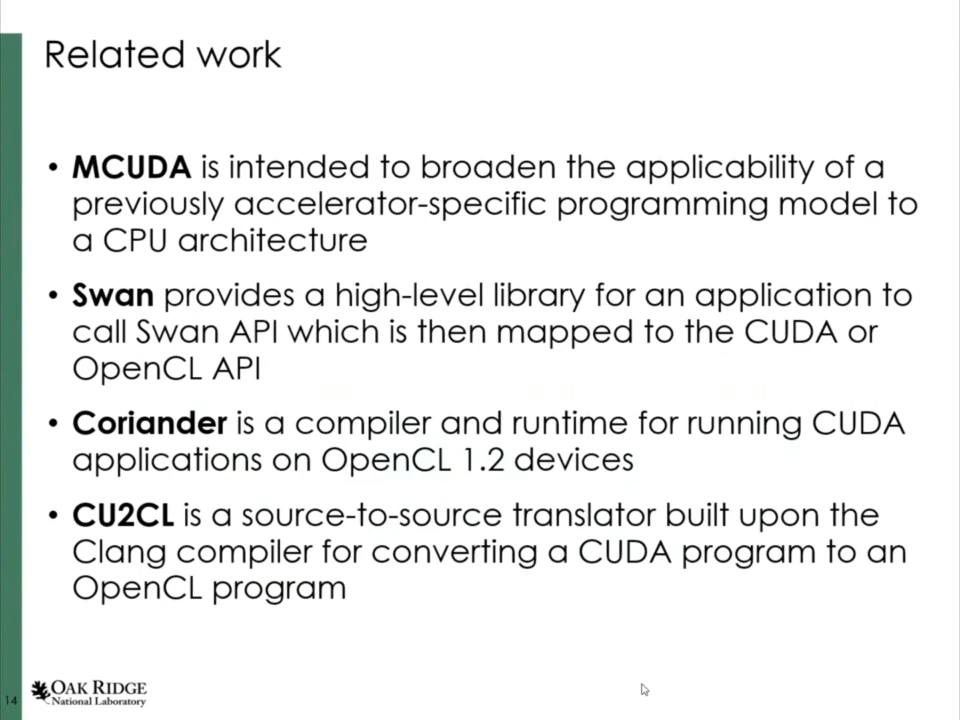 Related work
• MCUDA is intended to broaden the applicability of a
previously accelerator-specific programming model to
a CPU architecture
• Swan provides a high-level library for an application to
call Swan API which is then mapped to the CUDA or
OpenCL API
• Coriander is a compiler and runtime for running CUDA
applications on OpenCL 1.2 devices
• CU2CL is a source-to-source translator built upon the
Clang compiler for converting a CUDA program to an
OpenCL program
14
OAK RIDGE
National Laboratory